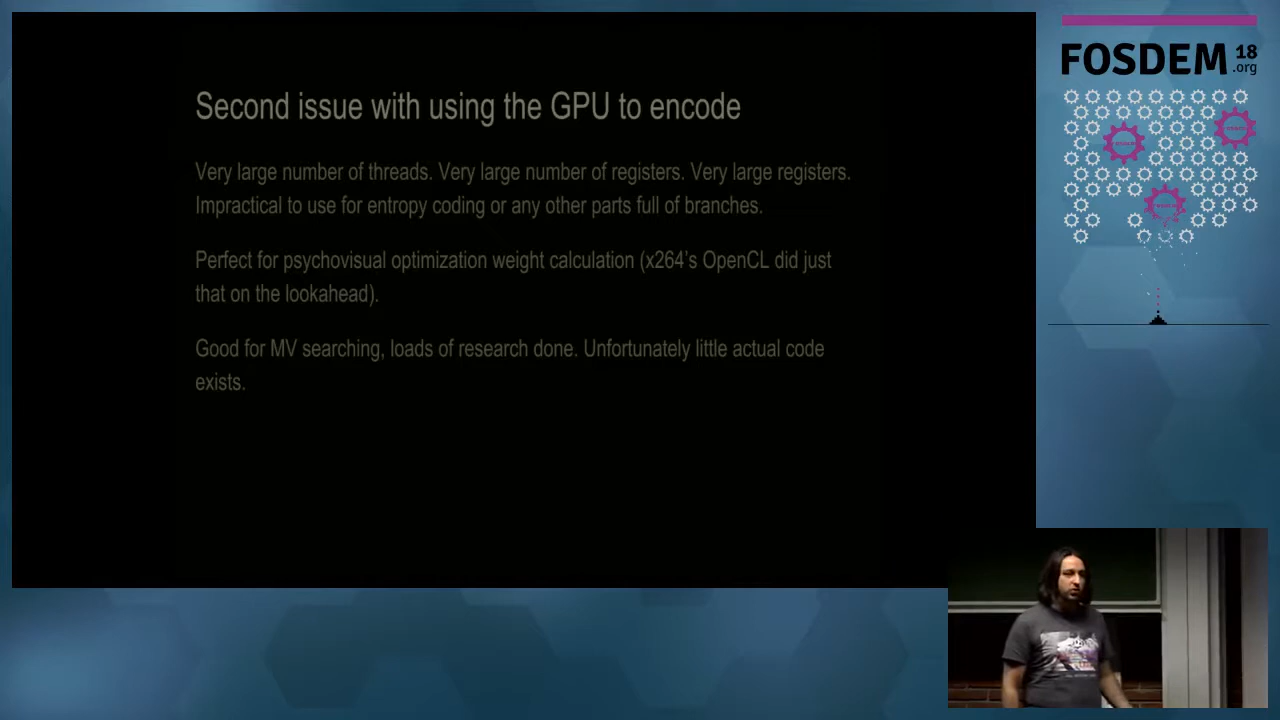 Second issue with using the GPU to encode
Very large number of threads. Very large number of registers. Very large registers.
Impractical to use for entropy coding or any other parts full of branches.
Perfect for psychovisual optimization weight calculation (x264's OpenCL did just
that on the lookahead).
Good for MV searching, loads of research done. Unfortunately little actual code
exists.
FOSDEM 18
.org